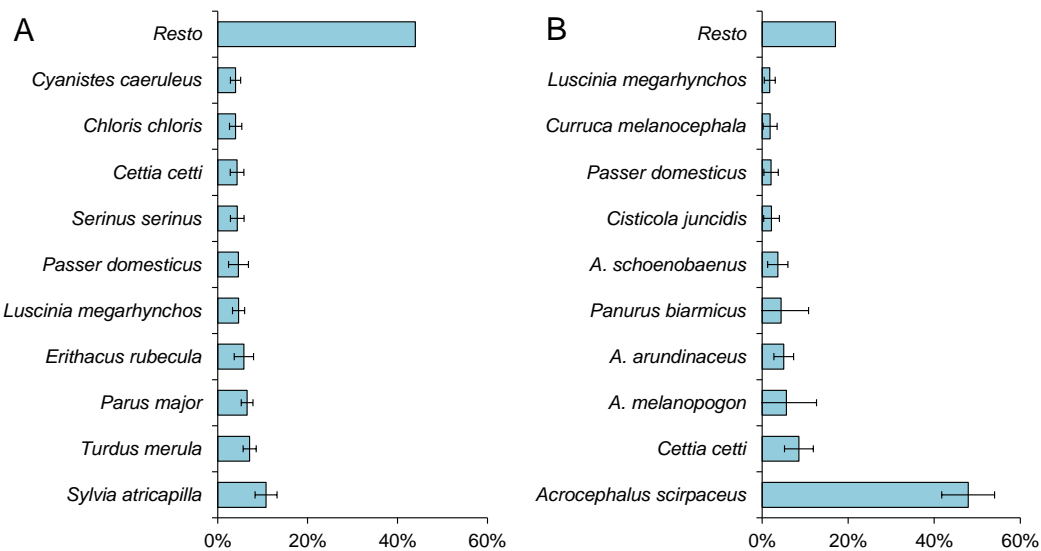 A
Resto
Cyanistes caeruleus
Chloris chloris
Cettia cetti
Serinus serinus
Passer domesticus
Luscinia megarhynchos
Erithacus rubecula
Parus major
Turdus merula
Sylvia atricapilla
0% 20% 40% 60%
B
Resto
Luscinia megarhynchos
Curruca melanocephala
Passer domesticus
Cisticola juncidis
A. schoenobaenus
Panurus biarmicus
A. arundinaceus
A. melanopogon
Cettia cetti
Acrocephalus scirpaceus
0% 20% 40% 60%